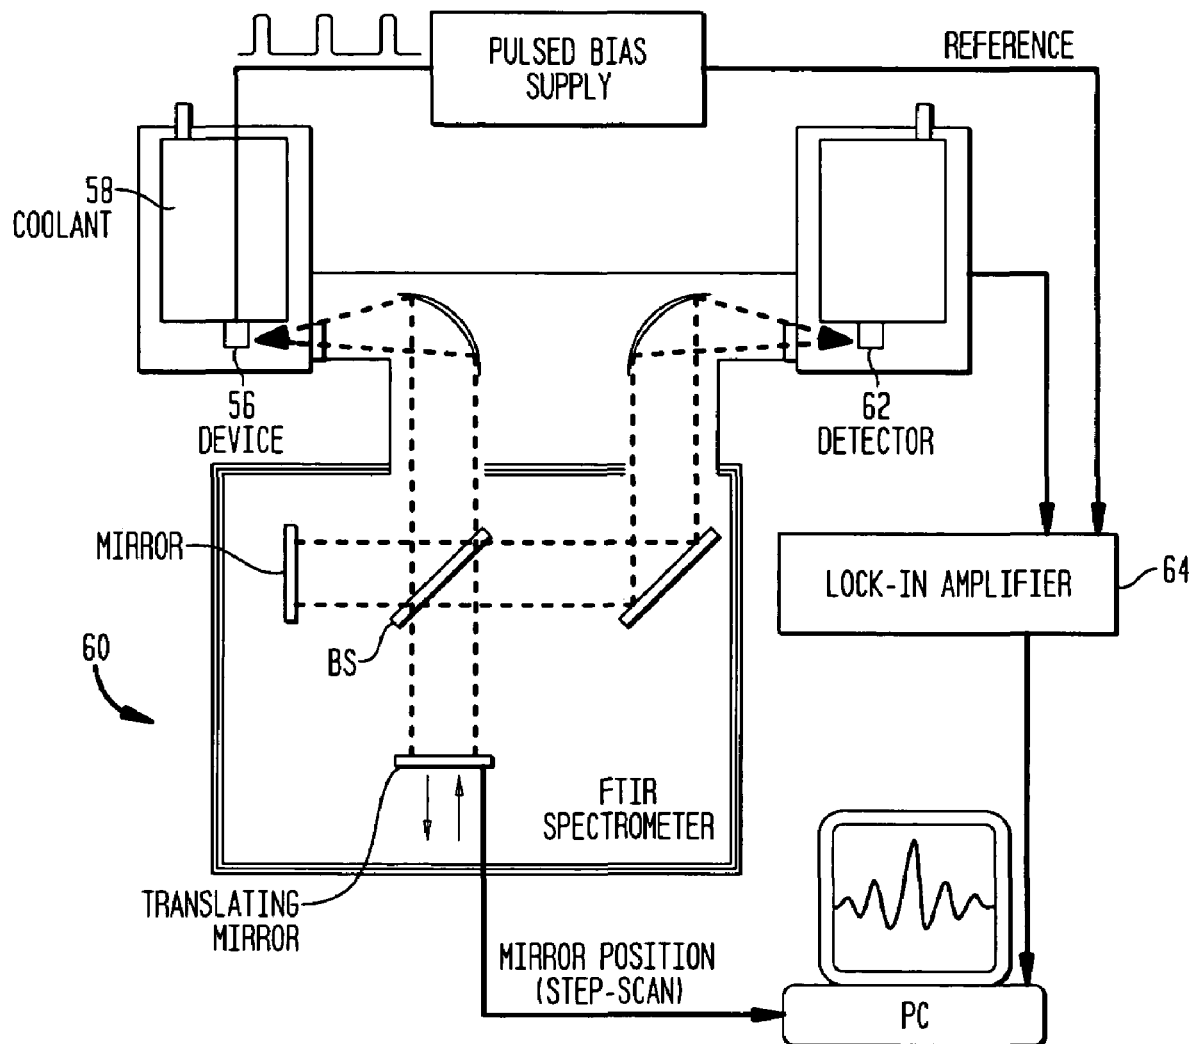 PULSED BIAS
SUPPLY
REFERENCE
58
COOLANT
56
DEVICE
62
DETECTOR
MIRROR
BS
LOCK-IN AMPLIFIER
64
60
FTIR
SPECTROMETER
TRANSLATING
MIRROR
MIRROR POSITION
(STEP-SCAN)
PC